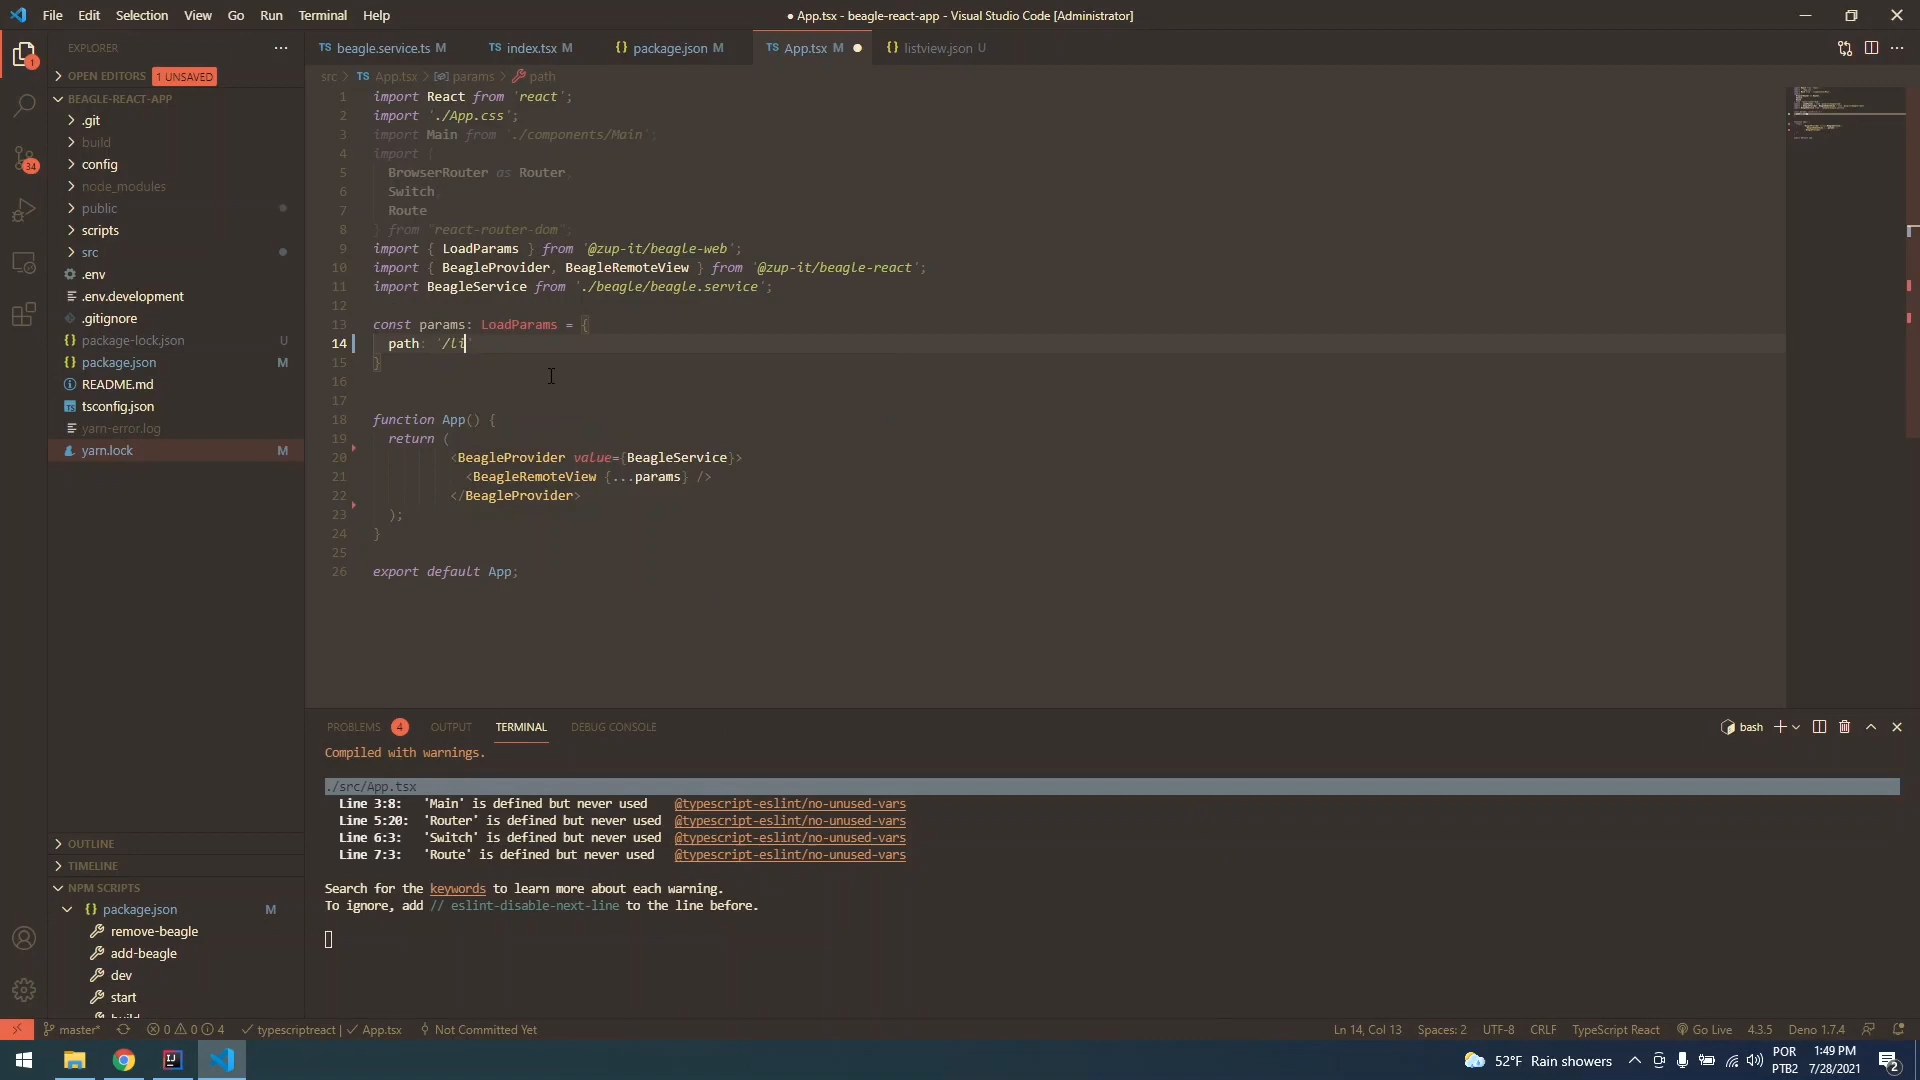 File Edit Selection View Go Run Terminal Help
● App.tsx - beagle-react-app - Visual Studio Code [Administrator]
EXPLORER
TS beagle.service.ts M
TS index.tsx M
{} package.json M
TS App.tsx M ●
{} listview.json U
1
OPEN EDITORS 1 UNSAVED
BEAGLE-REACT-APP
.git
build
config
node_modules
public
scripts
src
.env
.env.development
.gitignore
package-lock.json U
package.json M
README.md
tsconfig.json
yarn-error.log
yarn.lock M
34
OUTLINE
TIMELINE
NPM SCRIPTS
package.json M
remove-beagle
add-beagle
dev
start
src > TS App.tsx > params > path
1 import React from 'react';
2 import './App.css';
3 import Main from './components/Main';
4 import {
5 BrowserRouter as Router,
6 Switch,
7 Route
8 } from "react-router-dom";
9 import { LoadParams } from '@zup-it/beagle-web';
10 import { BeagleProvider, BeagleRemoteView } from '@zup-it/beagle-react';
11 import BeagleService from './beagle/beagle.service';
12
13 const params: LoadParams = {
14 path: '/li'
15 }
16
17
18 function App() {
19 return (
20 <BeagleProvider value={BeagleService}>
21 <BeagleRemoteView {...params} />
22 </BeagleProvider>
23 );
24 }
25
26 export default App;
PROBLEMS 4 OUTPUT TERMINAL DEBUG CONSOLE
bash
Compiled with warnings.
./src/App.tsx
Line 3:8: 'Main' is defined but never used @typescript-eslint/no-unused-vars
Line 5:20: 'Router' is defined but never used @typescript-eslint/no-unused-vars
Line 6:3: 'Switch' is defined but never used @typescript-eslint/no-unused-vars
Line 7:3: 'Route' is defined but never used @typescript-eslint/no-unused-vars
Search for the keywords to learn more about each warning.
To ignore, add // eslint-disable-next-line to the line before.
master* 0 0 4 typescriptreact | App.tsx Not Committed Yet
Ln 14, Col 13 Spaces: 2 UTF-8 CRLF TypeScript React Go Live 4.3.5 Deno 1.7.4
52°F Rain showers
POR
PTB2
1:49 PM
7/28/2021
2